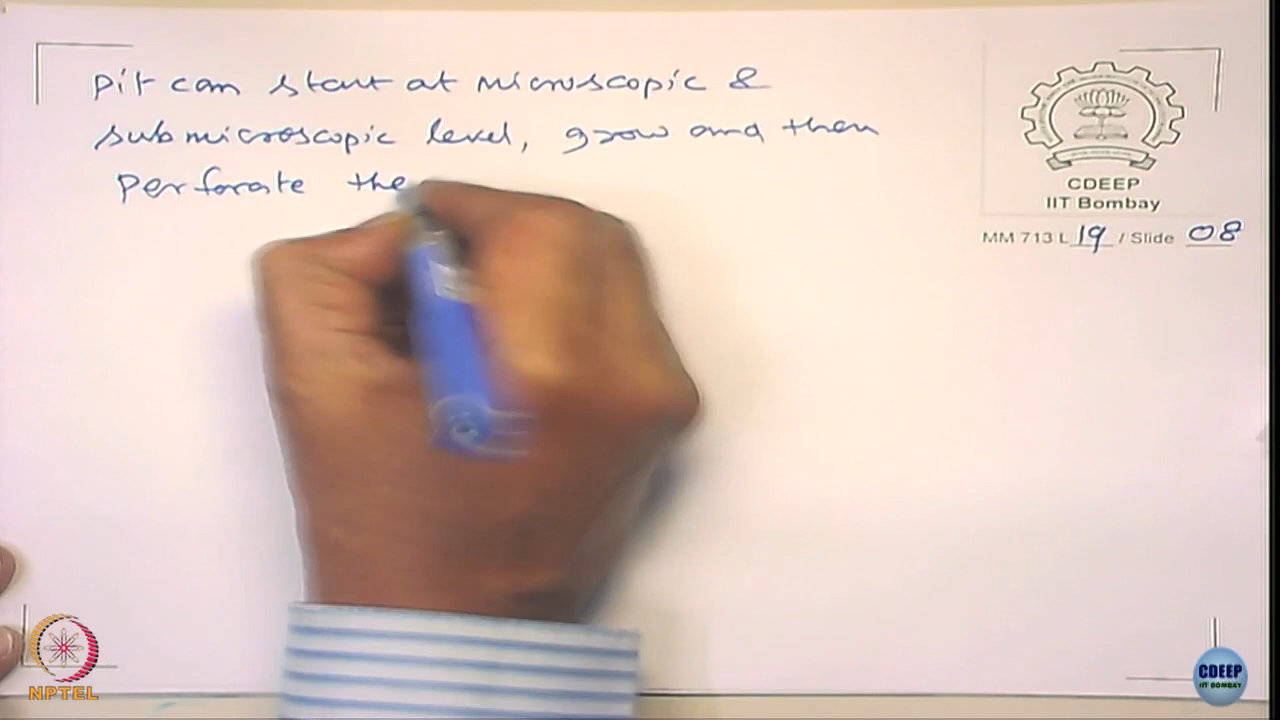 Pit can start at microscopic &
submicroscopic level, grow and then
perforate the
CDEEP
IIT Bombay
MM 713 L 19 / Slide 08
NPTEL
CDEEP
IIT BOMBAY